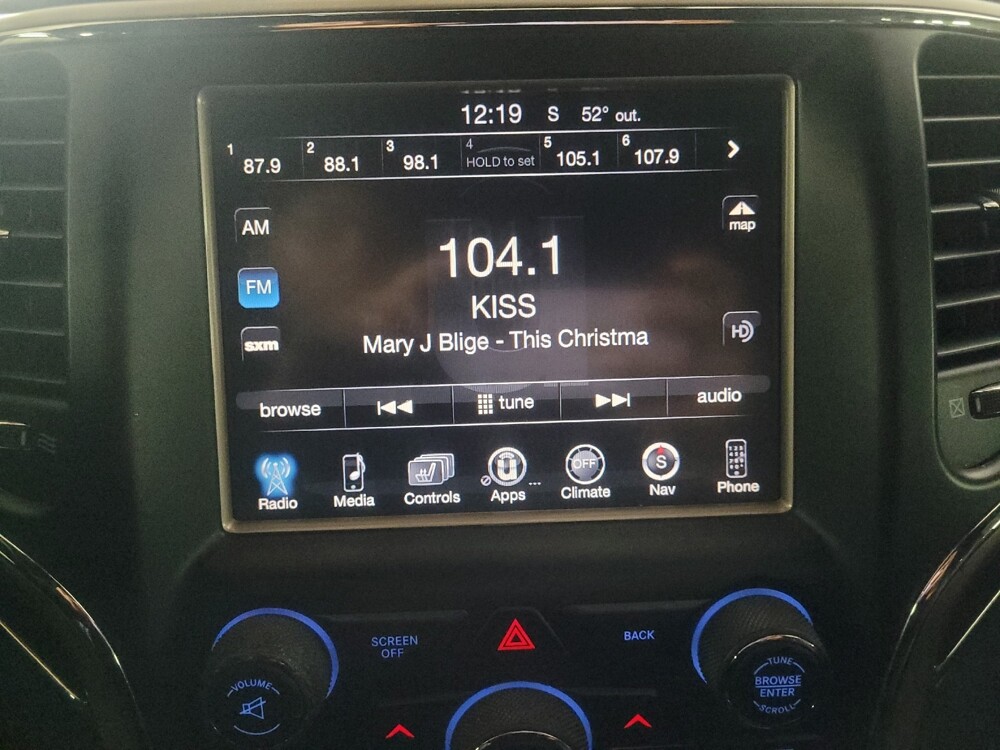 12:19 S 52° out.
1 87.9 2 88.1 3 98.1 4 HOLD to set 5 105.1 6 107.9
AM
map
104.1
FM
KISS
HD
sxm
Mary J Blige - This Christma
browse tune audio
OFF S
Radio Media Controls Apps Climate Nav Phone
SCREEN
OFF
BACK
VOLUME
TUNE
BROWSE
ENTER
SCROLL